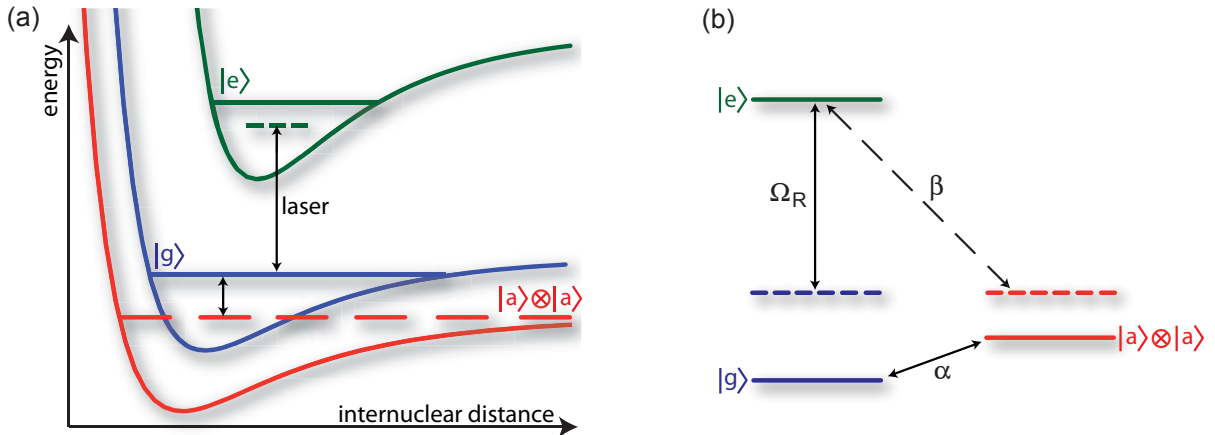 (a)
energy
|e⟩
laser
|g⟩
|a⟩⊗|a⟩
internuclear distance
(b)
|e⟩
Ω_R
β
|a⟩⊗|a⟩
α
|g⟩